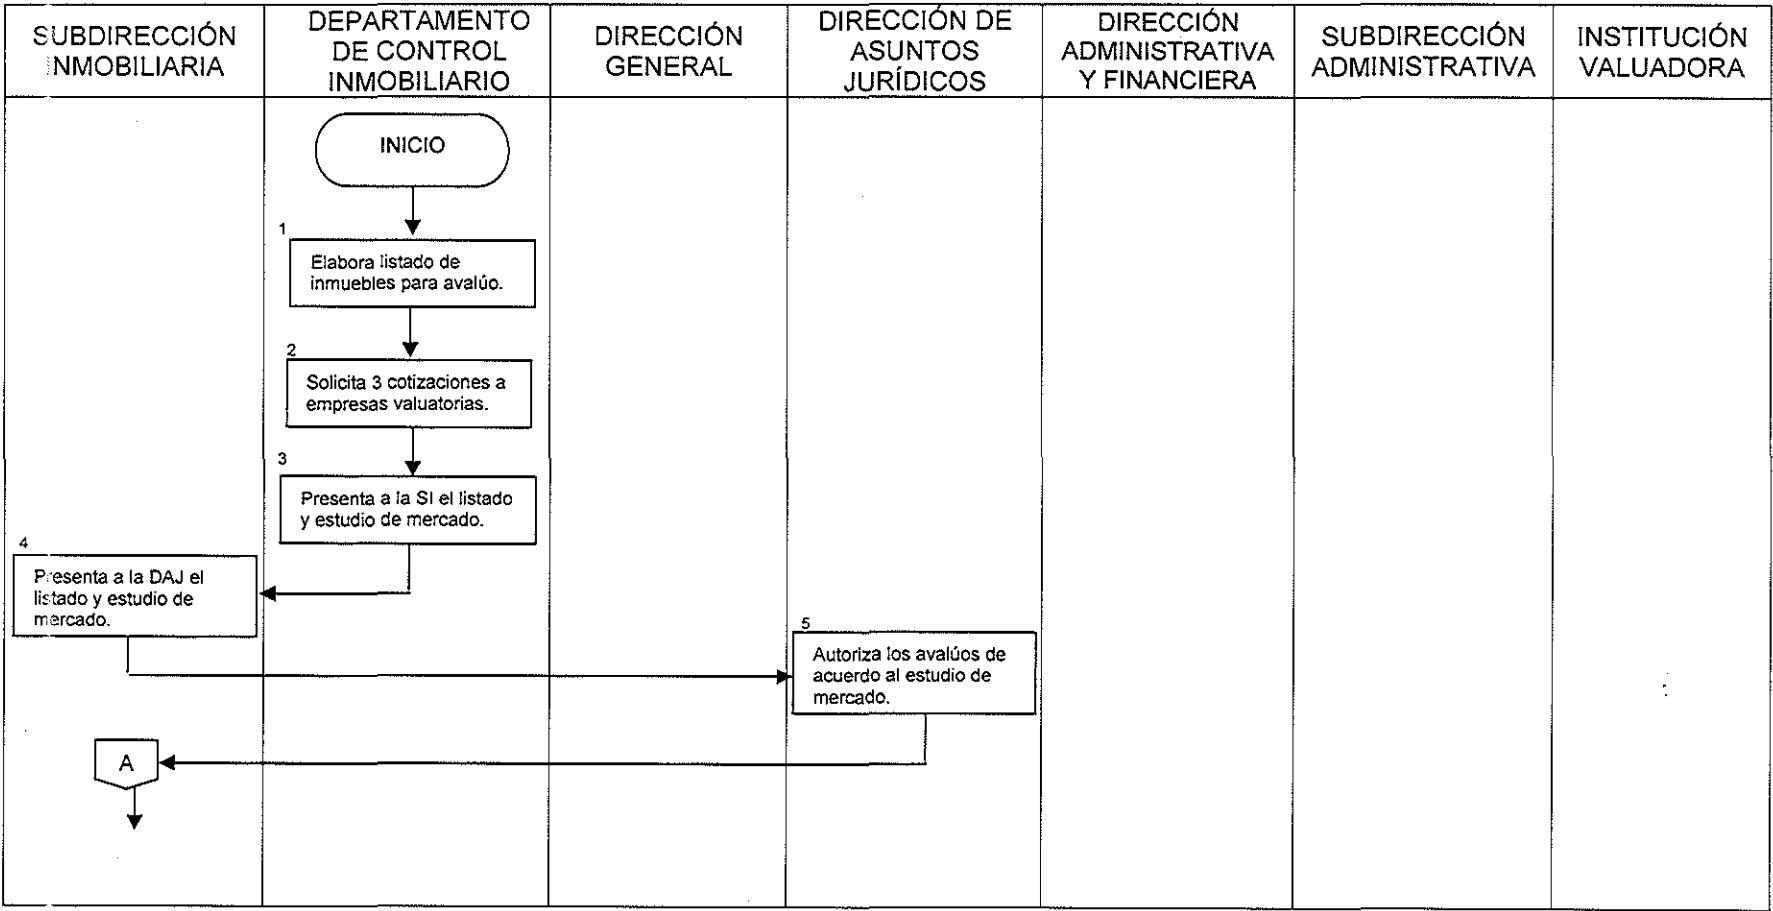 SUBDIRECCIÓN
INMOBILIARIA
DEPARTAMENTO
DE CONTROL
INMOBILIARIO
DIRECCIÓN
GENERAL
DIRECCIÓN DE
ASUNTOS
JURÍDICOS
DIRECCIÓN
ADMINISTRATIVA
Y FINANCIERA
SUBDIRECCIÓN
ADMINISTRATIVA
INSTITUCIÓN
VALUADORA
INICIO
1
Elabora listado de
inmuebles para avalúo.
2
Solicita 3 cotizaciones a
empresas valuatorias.
3
Presenta a la SI el listado
y estudio de mercado.
4
Presenta a la DAJ el
listado y estudio de
mercado.
5
Autoriza los avalúos de
acuerdo al estudio de
mercado.
A